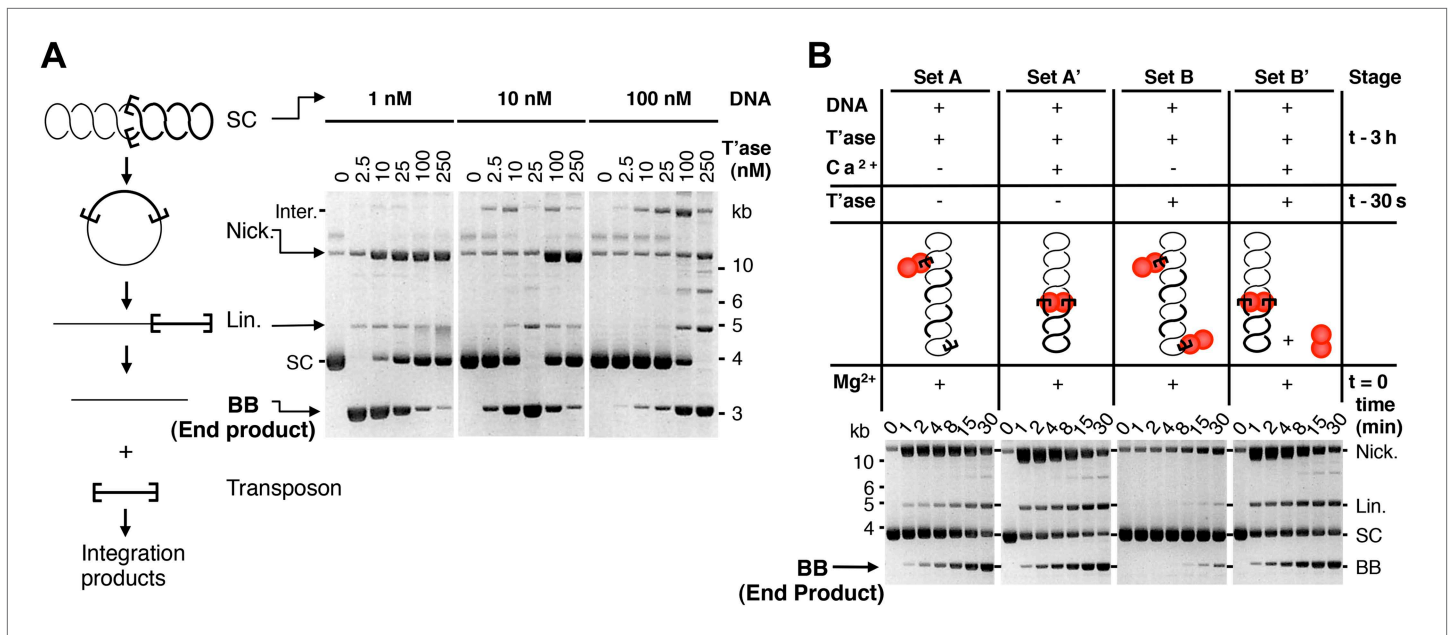 A
SC
1 nM 10 nM 100 nM DNA
T'ase
(nM)
0 2.5 10 25 100 250 0 2.5 10 25 100 250 0 2.5 10 25 100 250
Inter.
kb
Nick.
10
6
Lin.
5
SC
4
BB
(End product)
3
+
Transposon
Integration
products
B
Set A Set A’ Set B Set B’ Stage
DNA + + + +
T’ase + + + + t - 3 h
Ca2+ - + - +
T’ase - - + + t - 30 s
+
Mg2+ + + + + t = 0
time
(min)
kb
0 1 2 4 8 15 30 0 1 2 4 8 15 30 0 1 2 4 8 15 30 0 1 2 4 8 15 30
Nick.
10
6
5
Lin.
4
SC
BB
(End Product)
BB